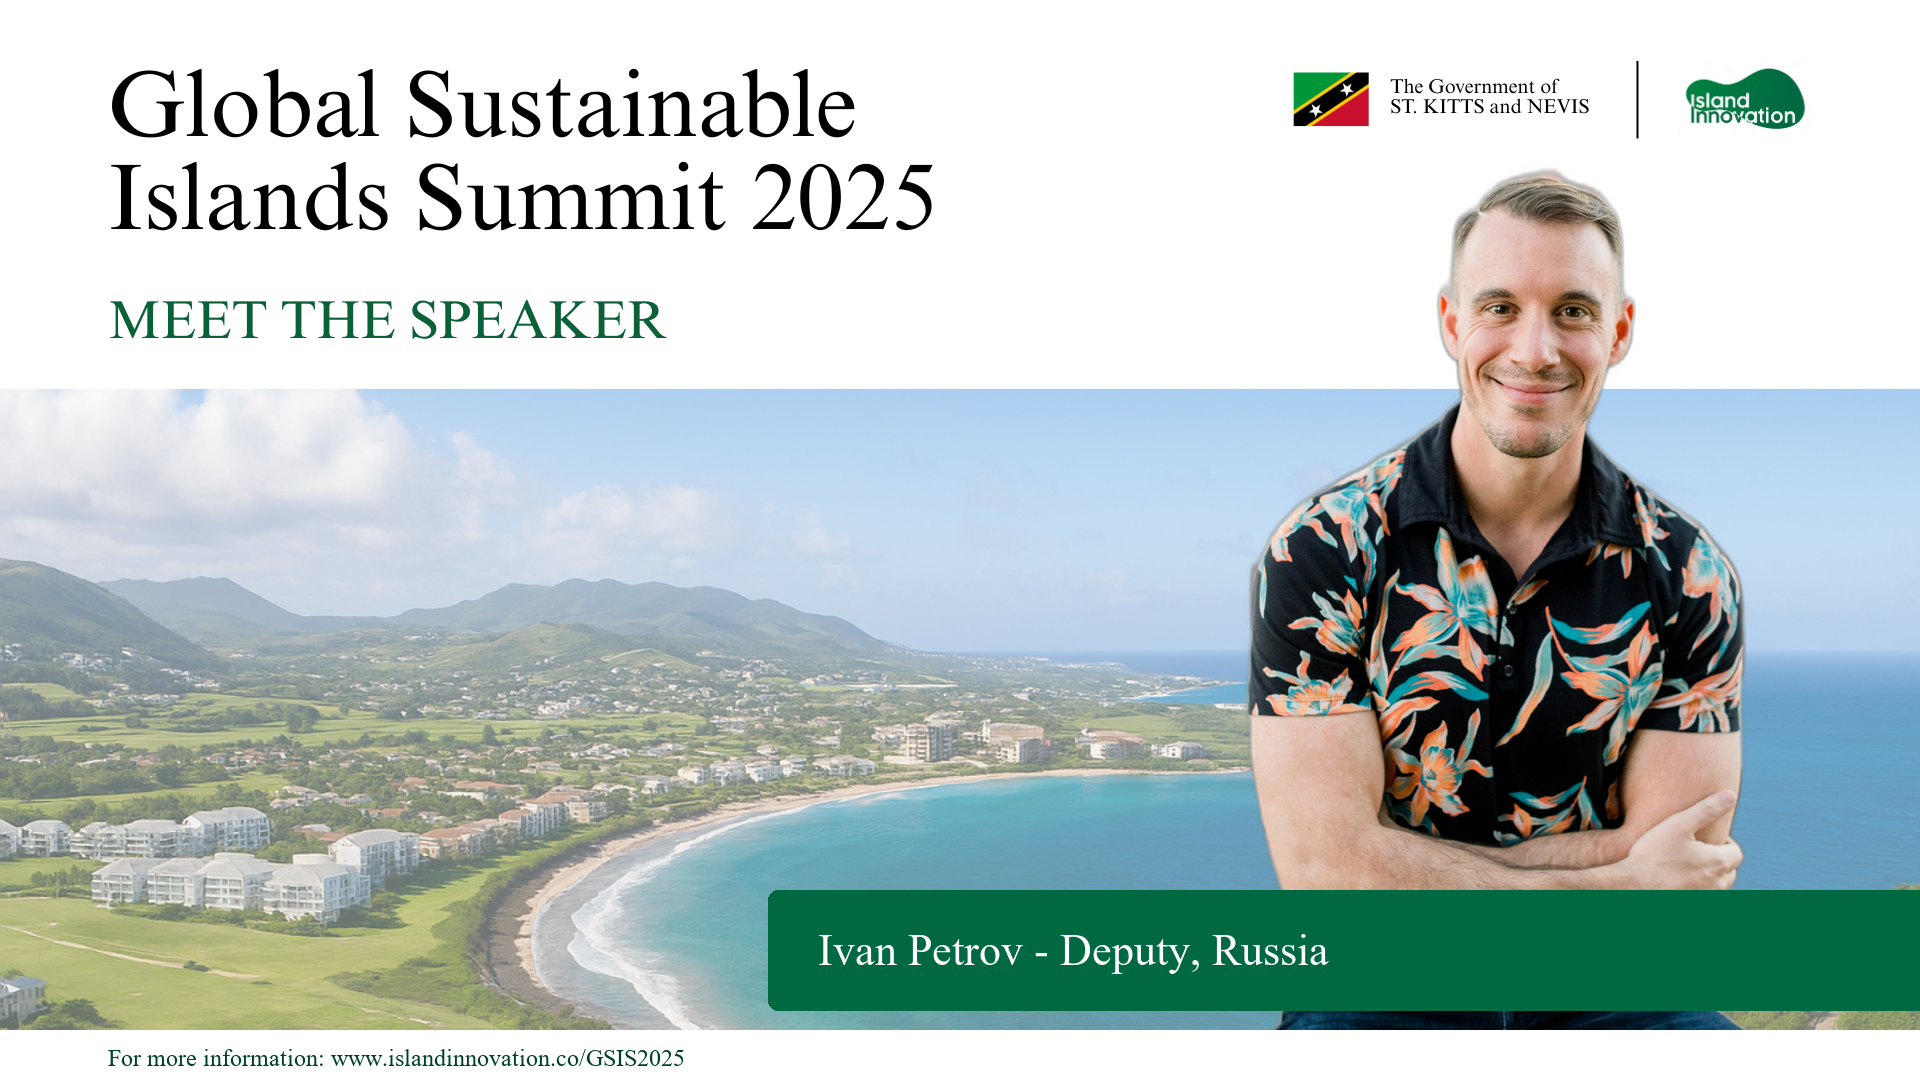 Global Sustainable
Islands Summit 2025
The Government of
ST. KITTS and NEVIS
Island
Innovation
MEET THE SPEAKER
Ivan Petrov - Deputy, Russia
For more information: www.islandinnovation.co/GSIS2025